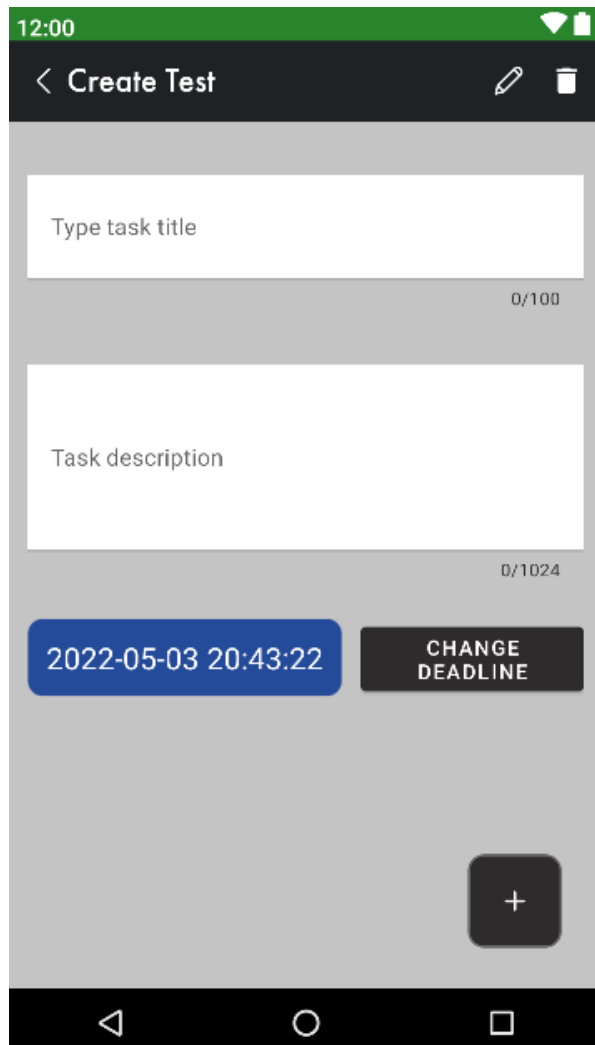 12:00
Create Test
Type task title
0/100
Task description
0/1024
2022-05-03 20:43:22
CHANGE
DEADLINE
+